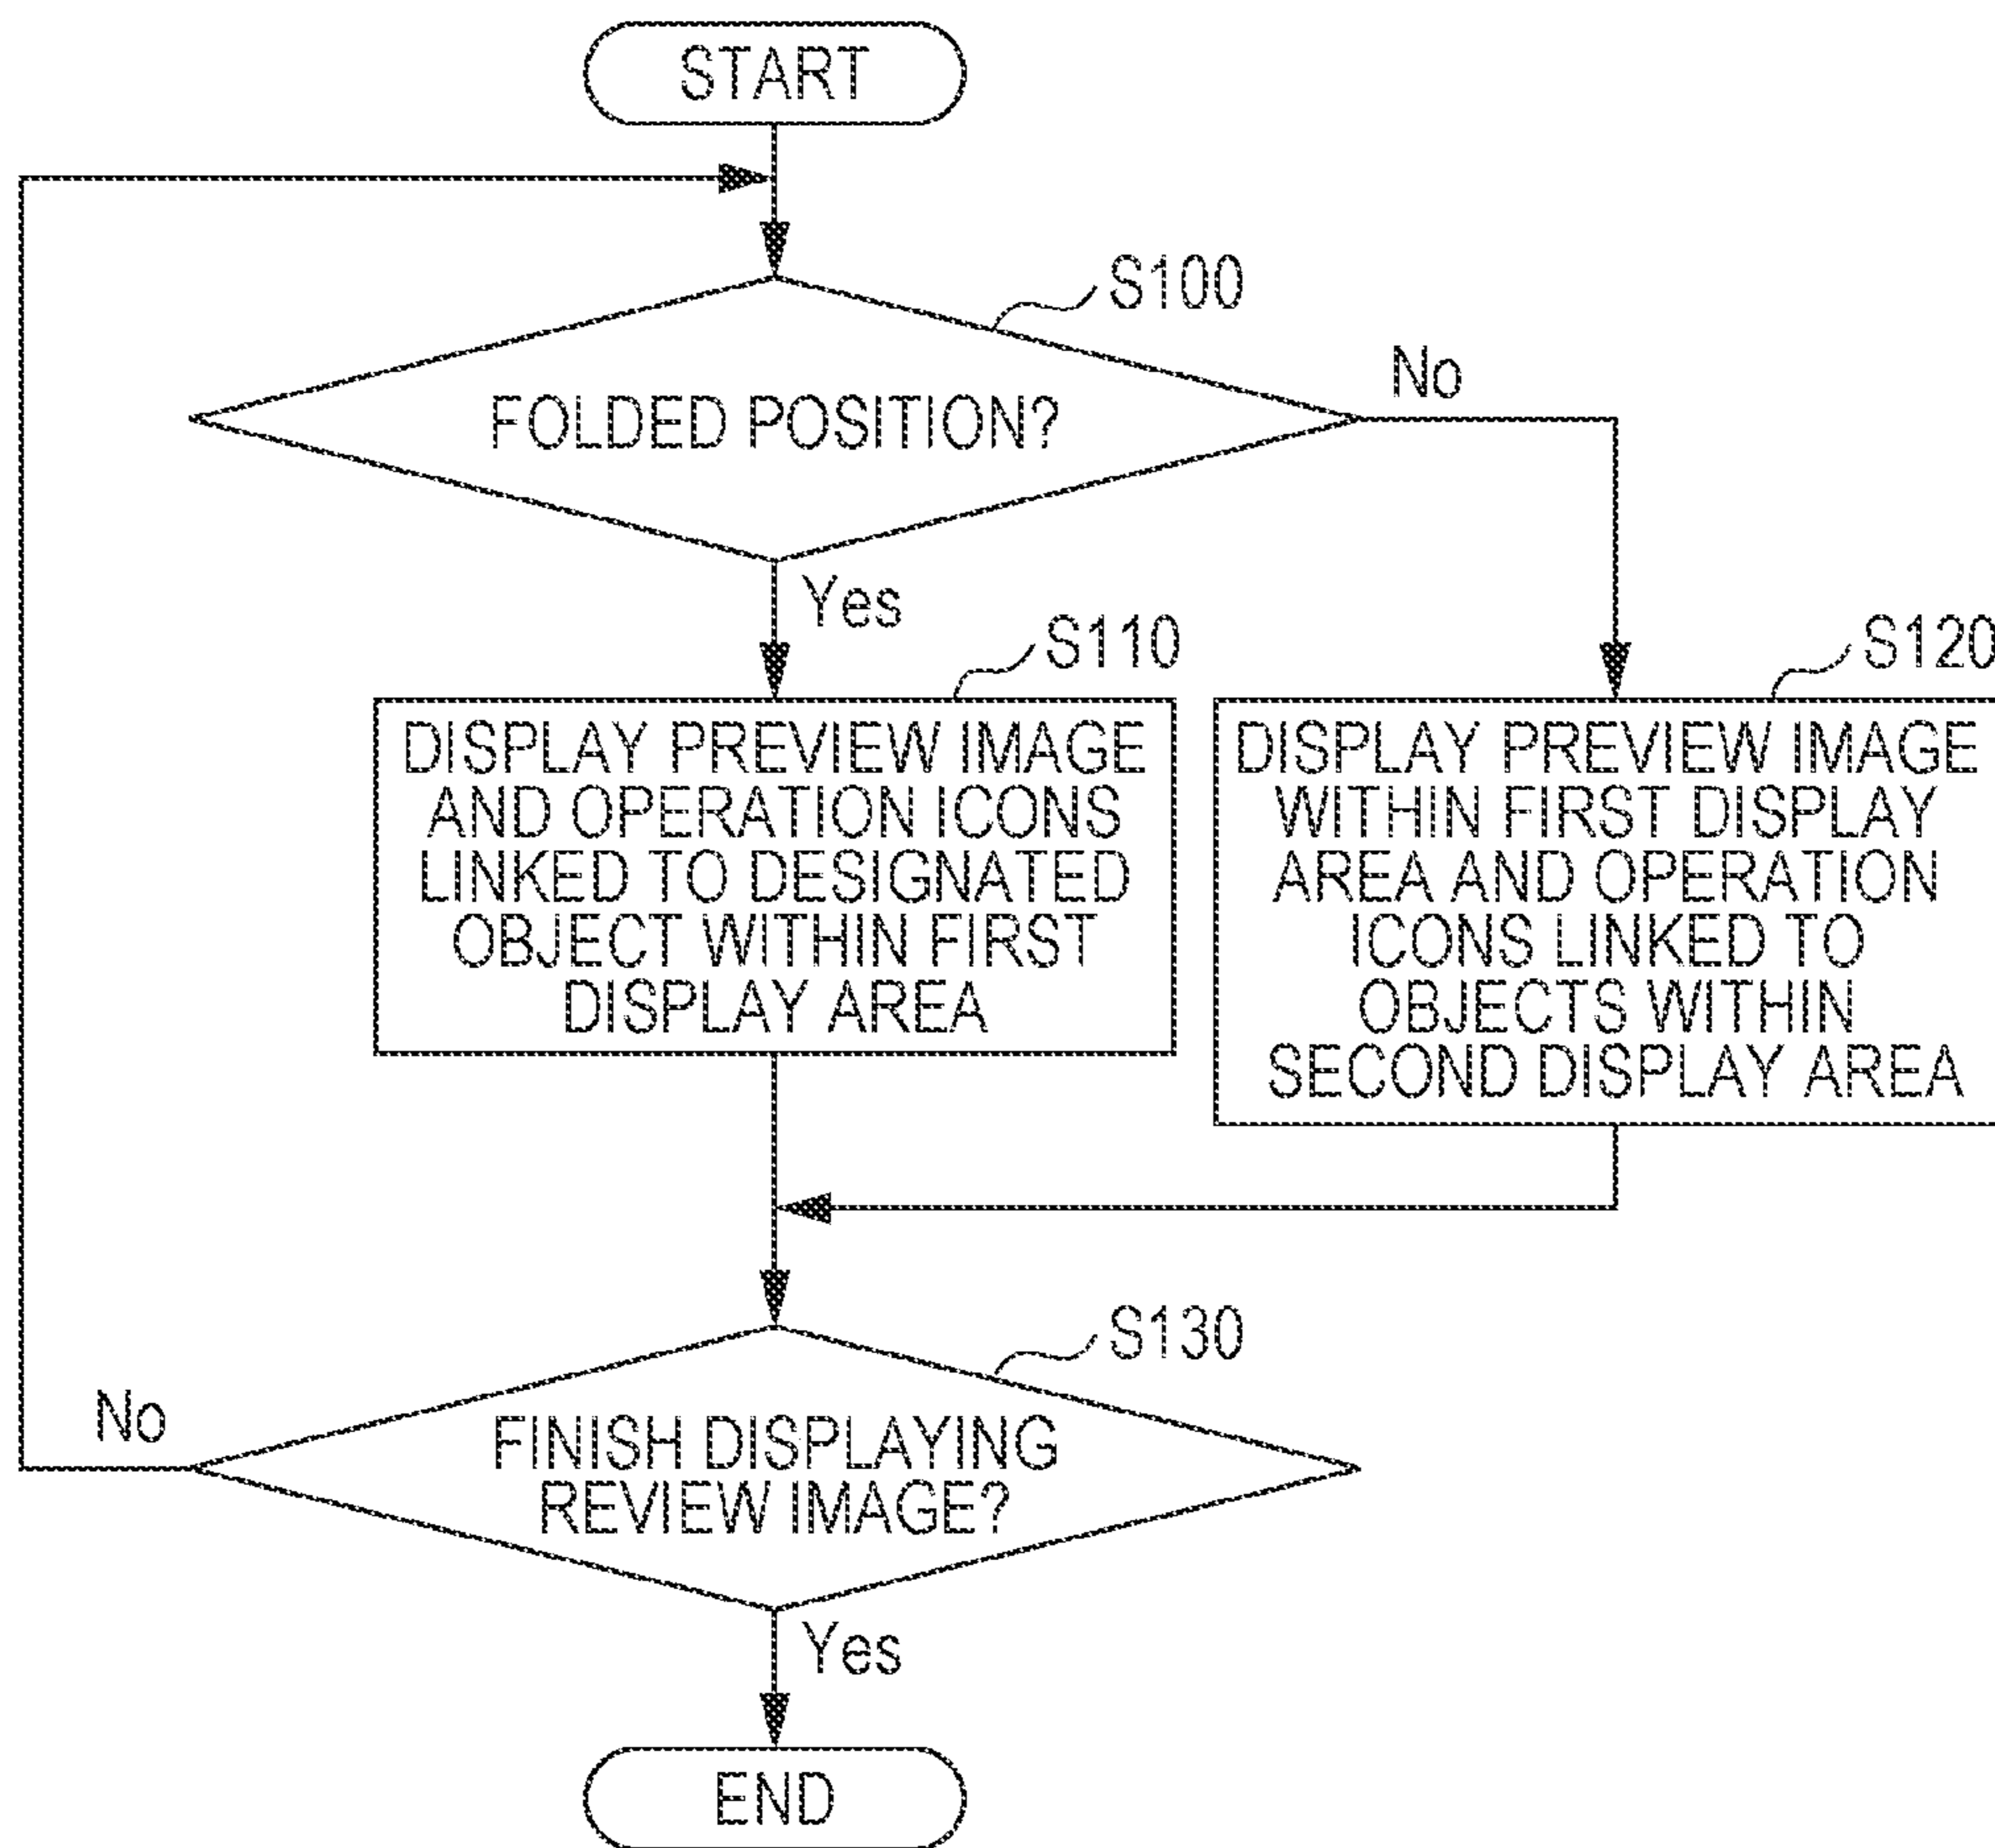 START
S100
FOLDED POSITION?
No
Yes
S110
DISPLAY PREVIEW IMAGE
AND OPERATION ICONS
LINKED TO DESIGNATED
OBJECT WITHIN FIRST
DISPLAY AREA
S120
DISPLAY PREVIEW IMAGE
WITHIN FIRST DISPLAY
AREA AND OPERATION
ICONS LINKED TO
OBJECTS WITHIN
SECOND DISPLAY AREA
S130
FINISH DISPLAYING
REVIEW IMAGE?
No
Yes
END